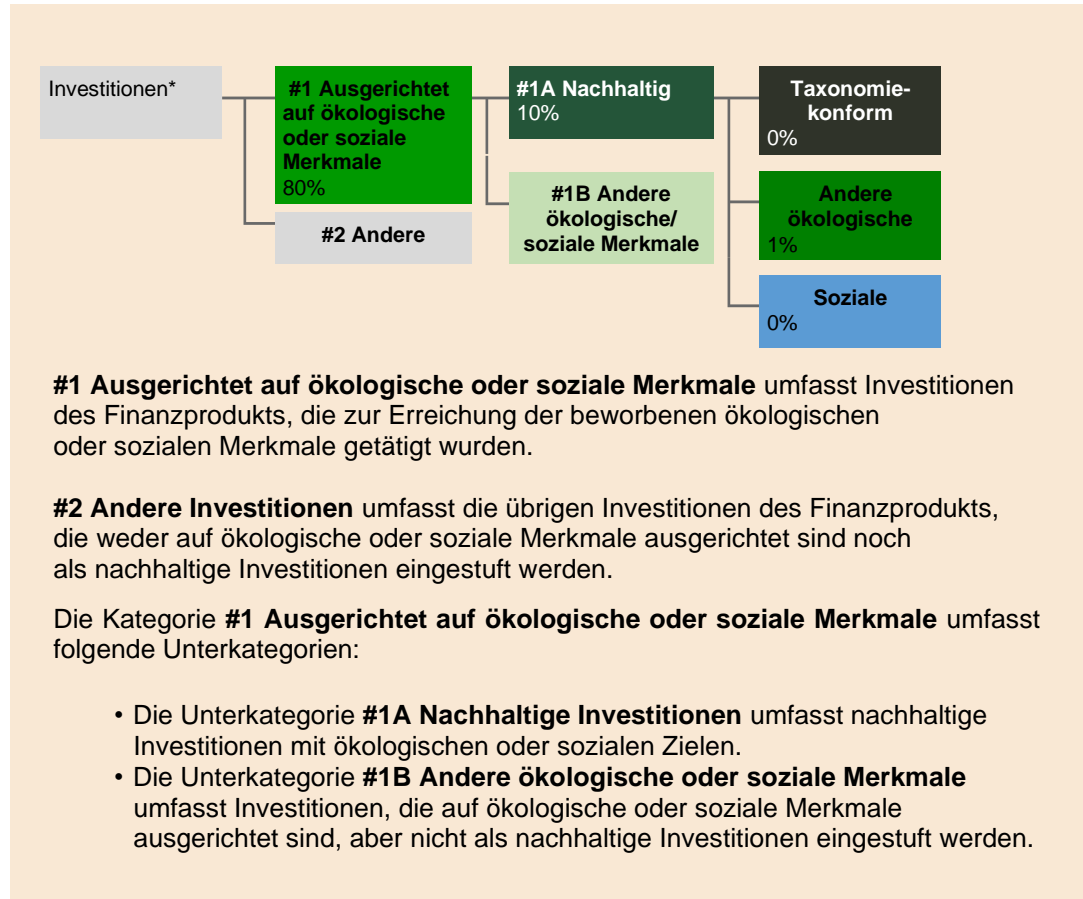 Investitionen*
#1 Ausgerichtet
auf ökologische
oder soziale
Merkmale
80%
#2 Andere
#1A Nachhaltig
10%
#1B Andere
ökologische/
soziale Merkmale
Taxonomie-
konform
0%
Andere
ökologische
1%
Soziale
0%
#1 Ausgerichtet auf ökologische oder soziale Merkmale umfasst Investitionen
des Finanzprodukts, die zur Erreichung der beworbenen ökologischen
oder sozialen Merkmale getätigt wurden.
#2 Andere Investitionen umfasst die übrigen Investitionen des Finanzprodukts,
die weder auf ökologische oder soziale Merkmale ausgerichtet sind noch
als nachhaltige Investitionen eingestuft werden.
Die Kategorie #1 Ausgerichtet auf ökologische oder soziale Merkmale umfasst
folgende Unterkategorien:
• Die Unterkategorie #1A Nachhaltige Investitionen umfasst nachhaltige
Investitionen mit ökologischen oder sozialen Zielen.
• Die Unterkategorie #1B Andere ökologische oder soziale Merkmale
umfasst Investitionen, die auf ökologische oder soziale Merkmale
ausgerichtet sind, aber nicht als nachhaltige Investitionen eingestuft werden.